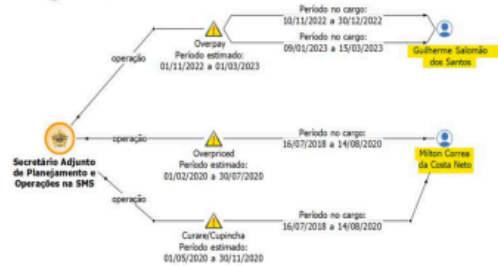 Período no cargo:
10/11/2022 a 30/12/2022
Período no cargo:
09/01/2023 a 15/03/2023
Overpay
Período estimado:
01/11/2022 a 01/03/2023
Guilherme Salomão
dos Santos
operação
operação
Overpriced
Período estimado:
01/02/2020 a 30/07/2020
Período no cargo:
16/07/2018 a 14/08/2020
Milton Correa
da Costa Neto
Secretário Adjunto
de Planejamento e
Operações na SMS
operação
Curare/Cupincha
Período estimado:
01/05/2020 a 30/11/2020
Período no cargo:
16/07/2018 a 14/08/2020